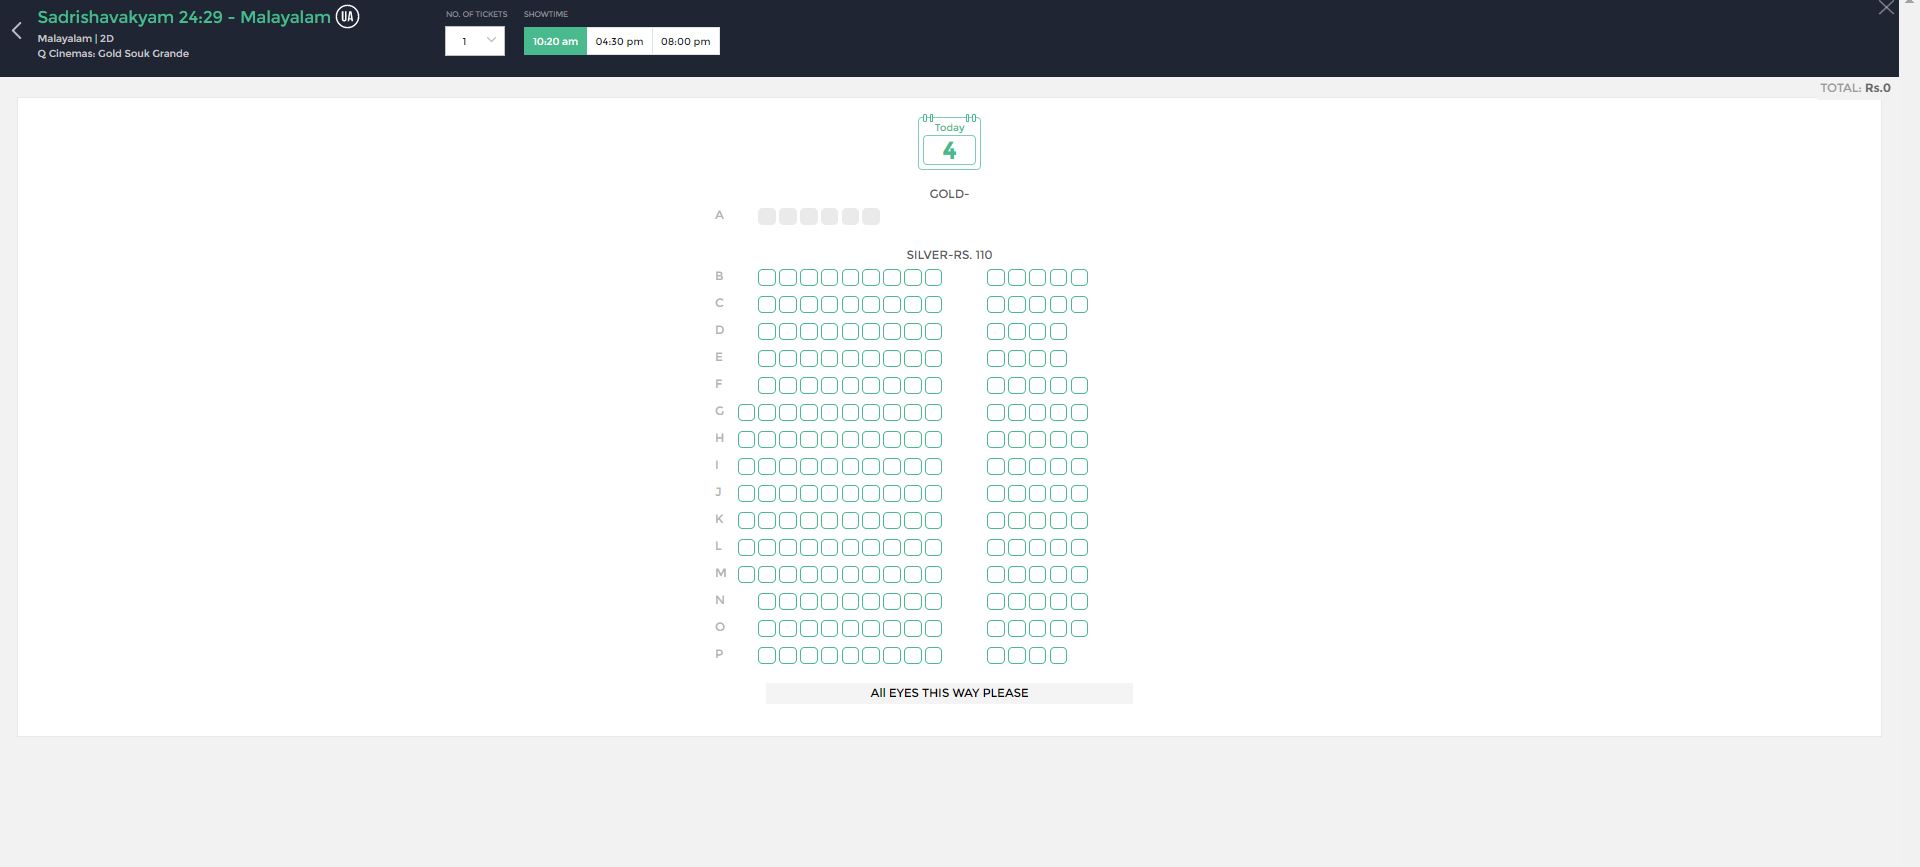 Sadrishavakyam 24:29 - Malayalam UA
Malayalam | 2D
Q Cinemas: Gold Souk Grande
NO. OF TICKETS
1
SHOWTIME
10:20 am 04:30 pm 08:00 pm
TOTAL: Rs.0
Today
4
GOLD-
A
SILVER-RS. 110
B
C
D
E
F
G
H
I
J
K
L
M
N
O
P
All EYES THIS WAY PLEASE